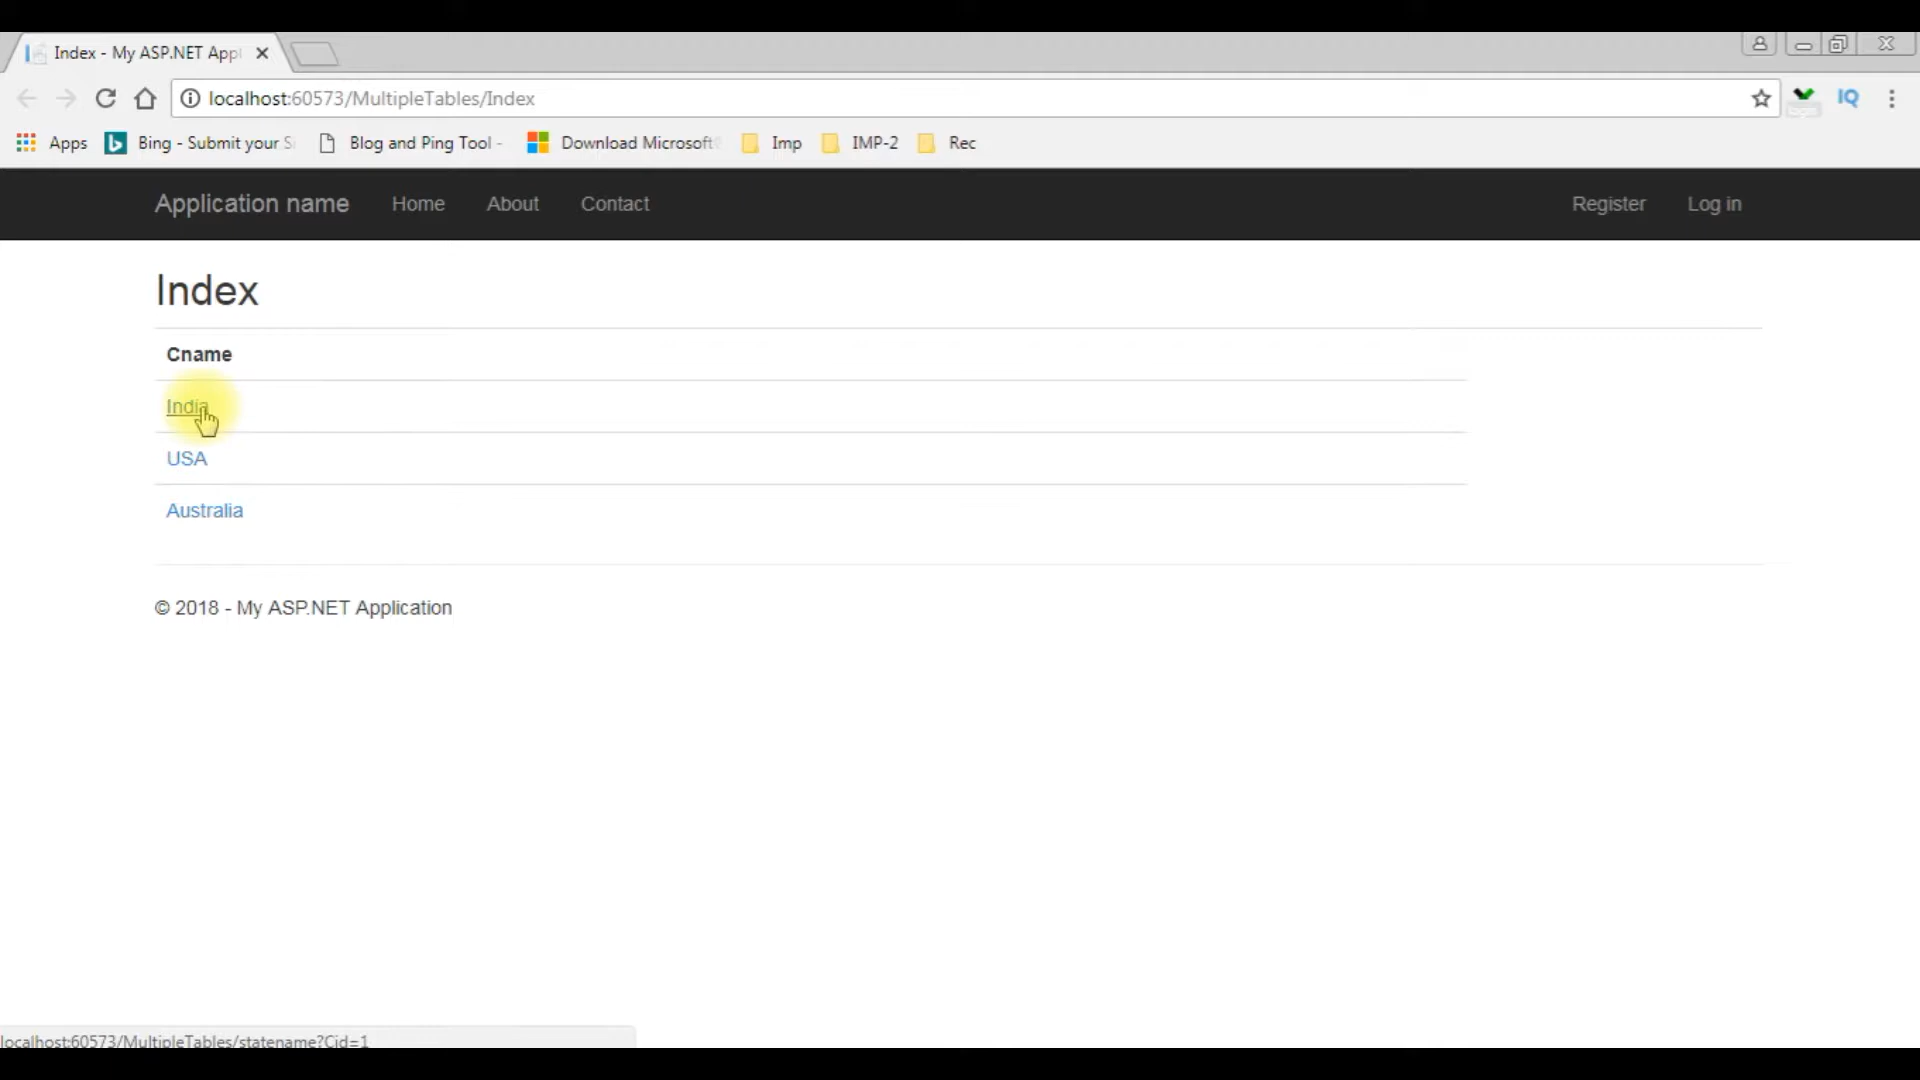 Index - My ASP.NET Appl
localhost:60573/MultipleTables/Index
IQ
Apps Bing - Submit your S Blog and Ping Tool - Download Microsoft Imp IMP-2 Rec
Application name Home About Contact Register Log in
Index
Cname
India
USA
Australia
© 2018 - My ASP.NET Application
localhost:60573/MultipleTables/statename?Cid=1